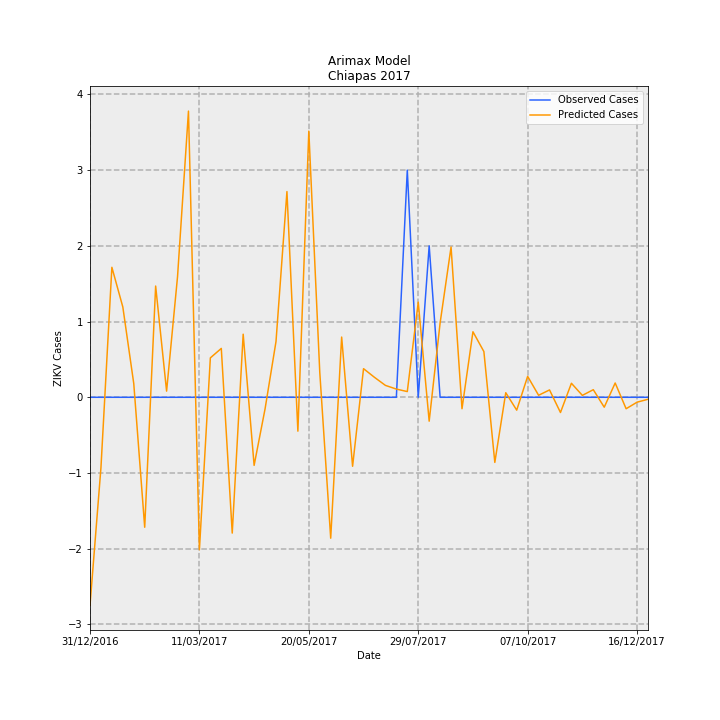 Arimax Model
Chiapas 2017
Observed Cases
Predicted Cases
4
3
2
1
0
−1
−2
−3
ZIKV Cases
31/12/2016
11/03/2017
20/05/2017
29/07/2017
07/10/2017
16/12/2017
Date